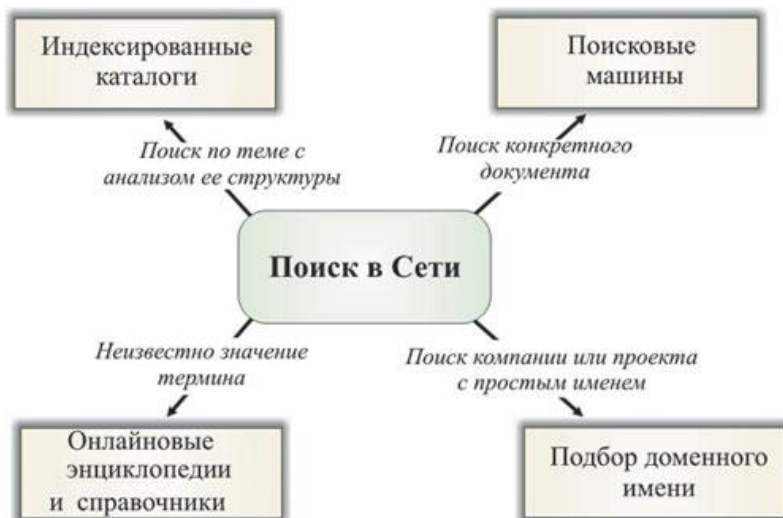 Индексированные
каталоги
Поисковые
машины
Поиск по теме с
анализом ее структуры
Поиск конкретного
документа
Поиск в Сети
Неизвестно значение
термина
Поиск компании или проекта
с простым именем
Онлайновые
энциклопедии
и справочники
Подбор доменного
имени